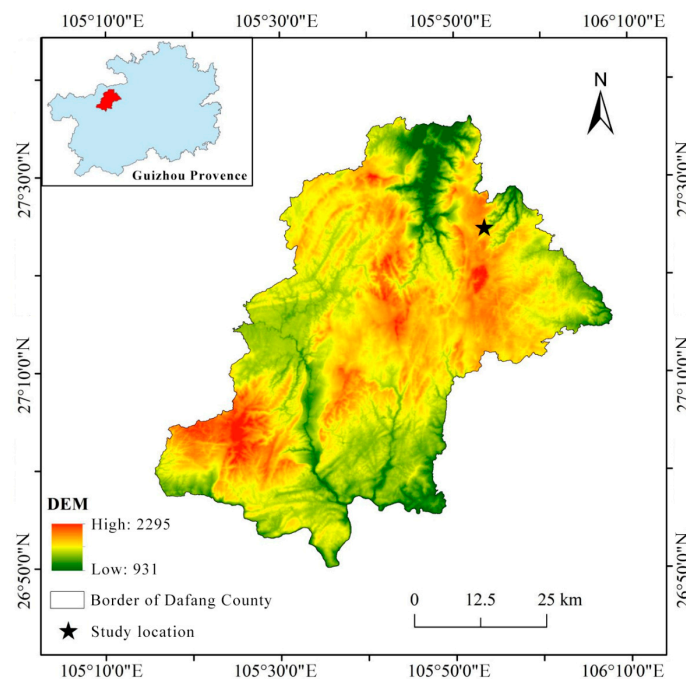 105°10'0"E 105°30'0"E 105°50'0"E 106°10'0"E
N
Guizhou Provence
27°30'0"N 27°30'0"N
27°10'0"N 27°10'0"N
DEM
High: 2295
Low: 931
26°50'0"N 26°50'0"N
Border of Dafang County
0 12.5 25 km
Study location
105°10'0"E 105°30'0"E 105°50'0"E 106°10'0"E